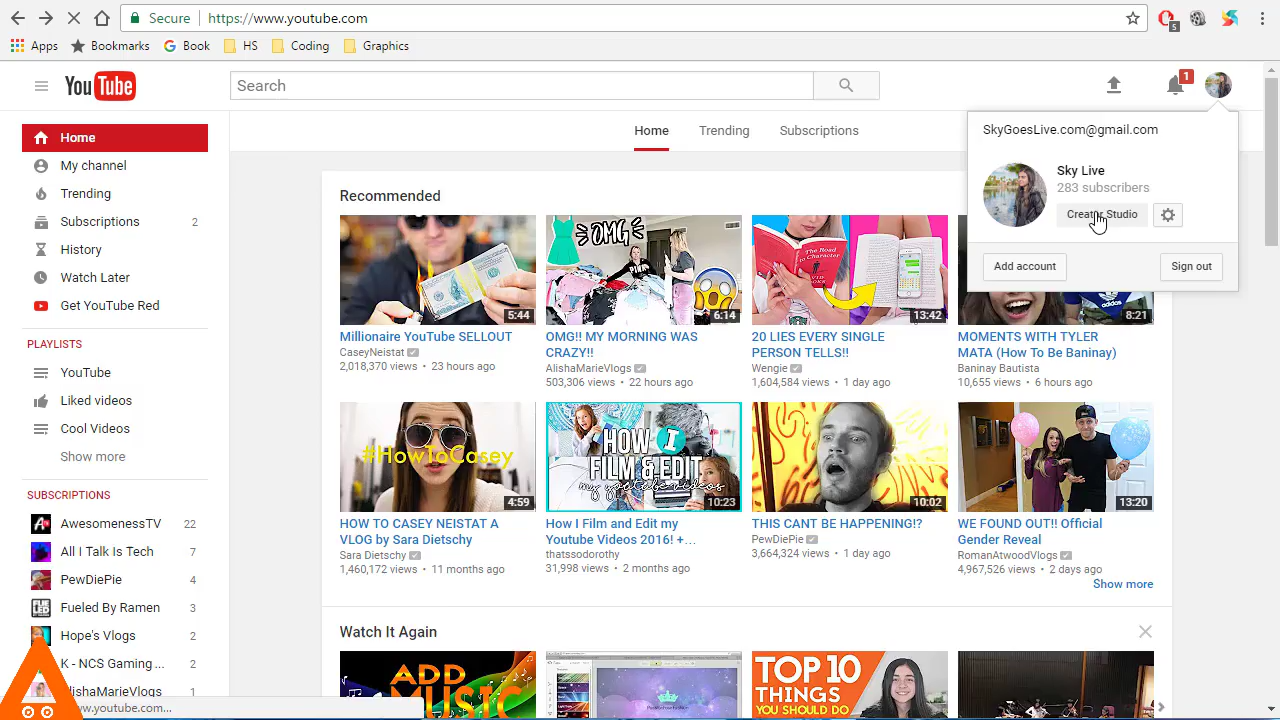 Secure
https://www.youtube.com
5
Apps
Bookmarks
Book
HS
Coding
Graphics
YouTube
Search
1
Home
My channel
Trending
Subscriptions 2
History
Watch Later
Get YouTube Red
PLAYLISTS
YouTube
Liked videos
Cool Videos
Show more
SUBSCRIPTIONS
AwesomenessTV 22
All I Talk Is Tech 7
PewDiePie 4
Fueled By Ramen 3
Hope's Vlogs 2
K - NCS Gaming ... 2
AlishaMarieVlogs 1
www.youtube.com...
Home
Trending
Subscriptions
SkyGoesLive.com@gmail.com
Sky Live
283 subscribers
Creator Studio
Add account
Sign out
Recommended
5:44
Millionaire YouTube SELLOUT
CaseyNeistat
2,018,370 views • 23 hours ago
OMG
6:14
OMG!! MY MORNING WAS
CRAZY!!
AlishaMarieVlogs
503,306 views • 22 hours ago
The Road
to Character
13:42
20 LIES EVERY SINGLE
PERSON TELLS!!
Wengie
1,604,584 views • 1 day ago
adidas
8:21
MOMENTS WITH TYLER
MATA (How To Be Baninay)
Baninay Bautista
10,655 views • 6 hours ago
#HowToCasey
4:59
HOW TO CASEY NEISTAT A
VLOG by Sara Dietschy
Sara Dietschy
1,460,172 views • 11 months ago
HOW I
FILM & EDIT
my youtube videos
10:23
How I Film and Edit my
Youtube Videos 2016! +...
thatssodorothy
31,998 views • 2 months ago
10:02
THIS CANT BE HAPPENING!?
PewDiePie
3,664,324 views • 1 day ago
13:20
WE FOUND OUT!! Official
Gender Reveal
RomanAtwoodVlogs
4,967,526 views • 2 days ago
Show more
Watch It Again
ADD
MUSIC
TOP 10
THINGS
YOU SHOULD DO